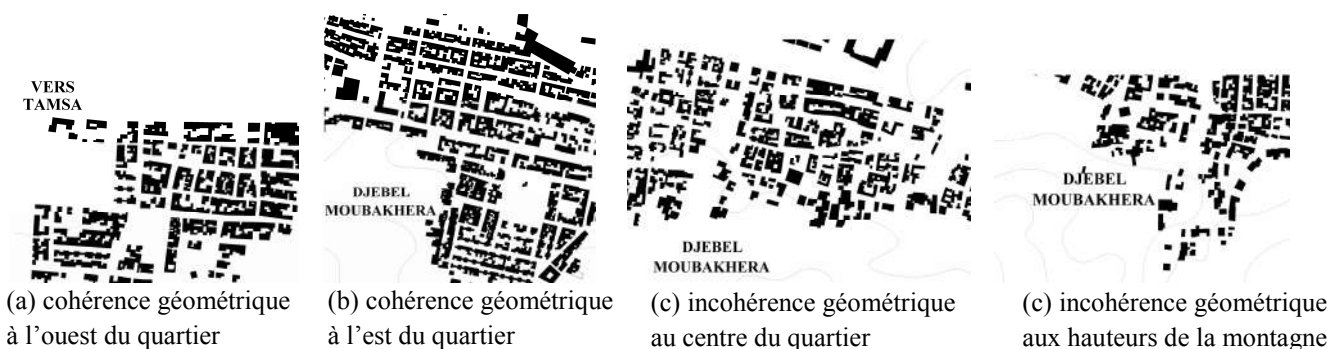 VERS
TAMSA
DJEBEL
MOUBAKHERA
DJEBEL
MOUBAKHERA
DJEBEL
MOUBAKHERA
(a) cohérence géométrique
à l’ouest du quartier
(b) cohérence géométrique
à l’est du quartier
(c) incohérence géométrique
au centre du quartier
(c) incohérence géométrique
aux hauteurs de la montagne